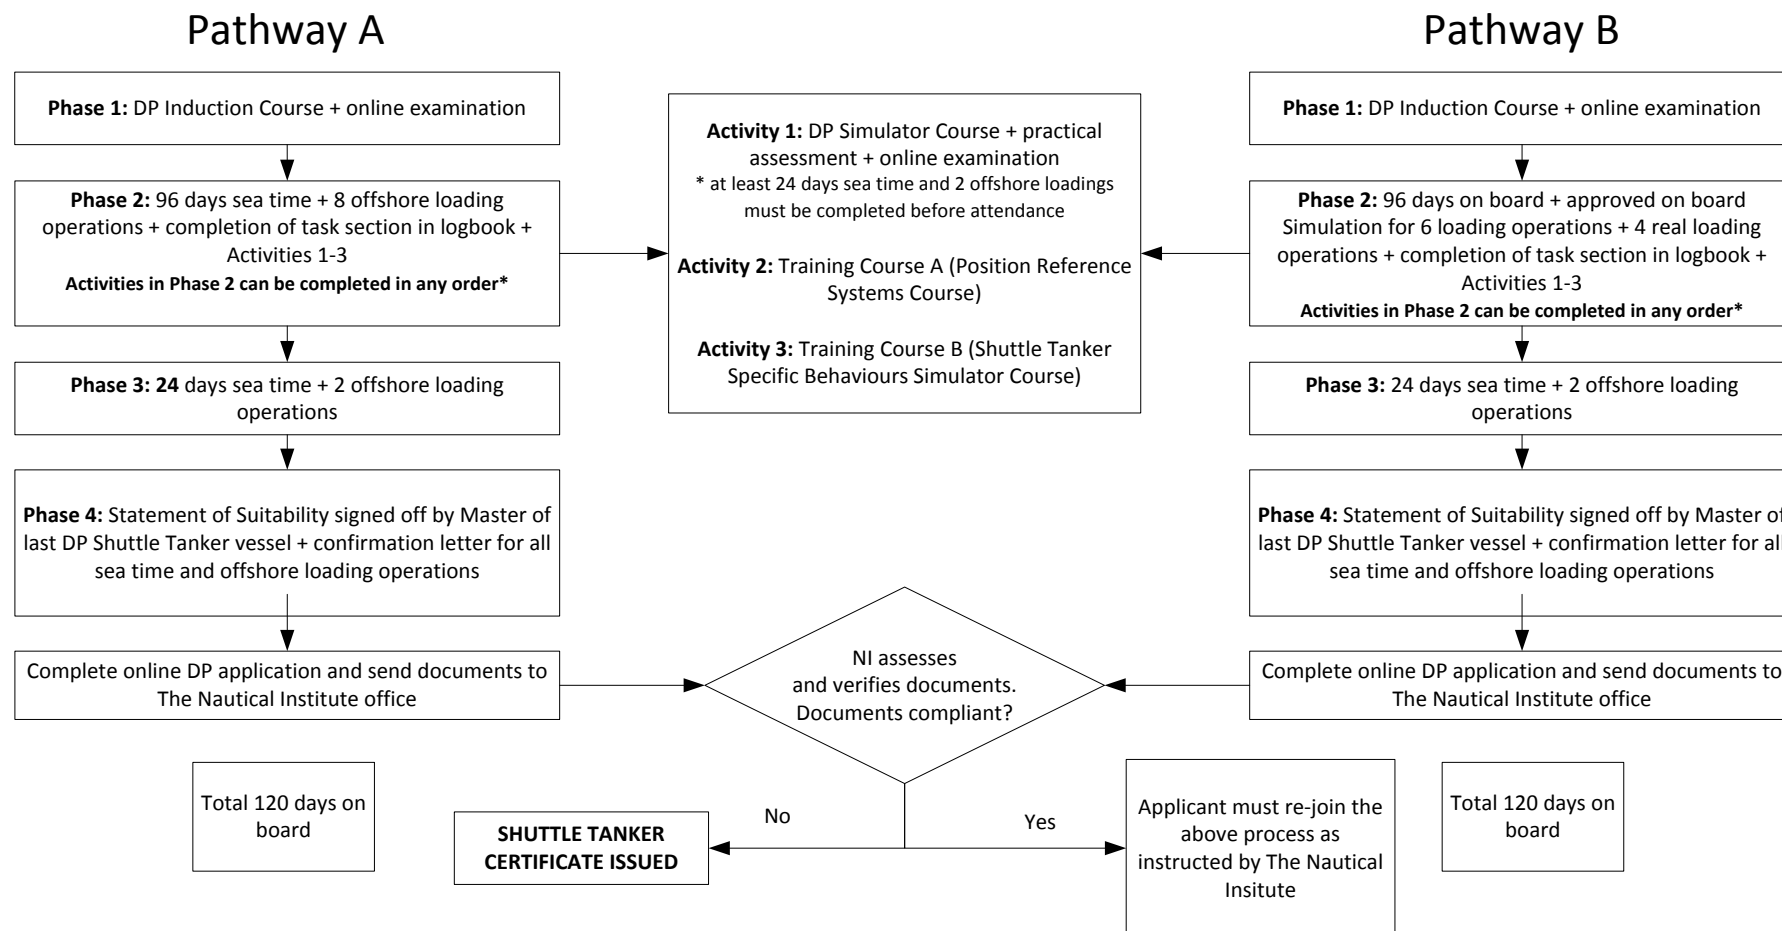 Pathway A
Phase 1: DP Induction Course + online examination
Phase 2: 96 days sea time + 8 offshore loading
operations + completion of task section in logbook +
Activities 1-3
Activities in Phase 2 can be completed in any order*
Phase 3: 24 days sea time + 2 offshore loading
operations
Phase 4: Statement of Suitability signed off by Master of
last DP Shuttle Tanker vessel + confirmation letter for all
sea time and offshore loading operations
Complete online DP application and send documents to
The Nautical Institute office
Total 120 days on
board
Activity 1: DP Simulator Course + practical
assessment + online examination
* at least 24 days sea time and 2 offshore loadings
must be completed before attendance
Activity 2: Training Course A (Position Reference
Systems Course)
Activity 3: Training Course B (Shuttle Tanker
Specific Behaviours Simulator Course)
NI assesses
and verifies documents.
Documents compliant?
No
Yes
SHUTTLE TANKER
CERTIFICATE ISSUED
Applicant must re-join the
above process as
instructed by The Nautical
Insitute
Pathway B
Phase 1: DP Induction Course + online examination
Phase 2: 96 days on board + approved on board
Simulation for 6 loading operations + 4 real loading
operations + completion of task section in logbook +
Activities 1-3
Activities in Phase 2 can be completed in any order*
Phase 3: 24 days sea time + 2 offshore loading
operations
Phase 4: Statement of Suitability signed off by Master of
last DP Shuttle Tanker vessel + confirmation letter for all
sea time and offshore loading operations
Complete online DP application and send documents to
The Nautical Institute office
Total 120 days on
board